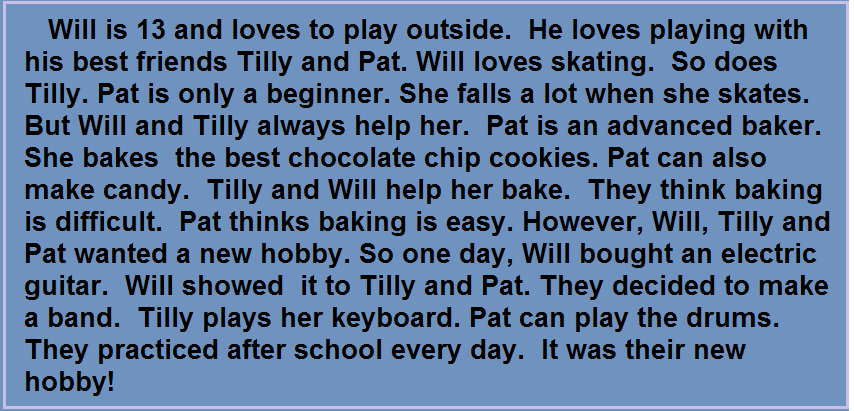 Will is 13 and loves to play outside.  He loves playing with
his best friends Tilly and Pat. Will loves skating.  So does
Tilly. Pat is only a beginner. She falls a lot when she skates.
But Will and Tilly always help her.  Pat is an advanced baker.
She bakes  the best chocolate chip cookies. Pat can also
make candy.  Tilly and Will help her bake.  They think baking
is difficult.  Pat thinks baking is easy. However, Will, Tilly and
Pat wanted a new hobby. So one day, Will bought an electric
guitar.  Will showed  it to Tilly and Pat. They decided to make
a band.  Tilly plays her keyboard. Pat can play the drums.
They practiced after school every day.  It was their new
hobby!